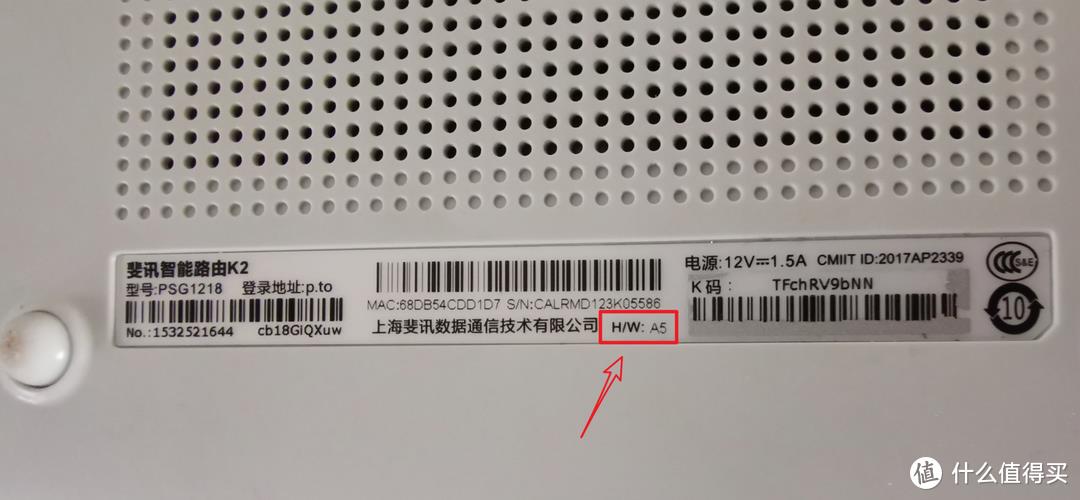 斐讯智能路由K2
型号:PSG1218 登录地址:p.to
No.:1532521644 cb18GiQXuw
MAC:68DB54CDD1D7 S/N:CALRMD123K05586
上海斐讯数据通信技术有限公司 H/W: A5
电源:12V⎓1.5A CMIIT ID:2017AP2339
K码: TFchRV9bNN
CCC S&E
10
值 什么值得买